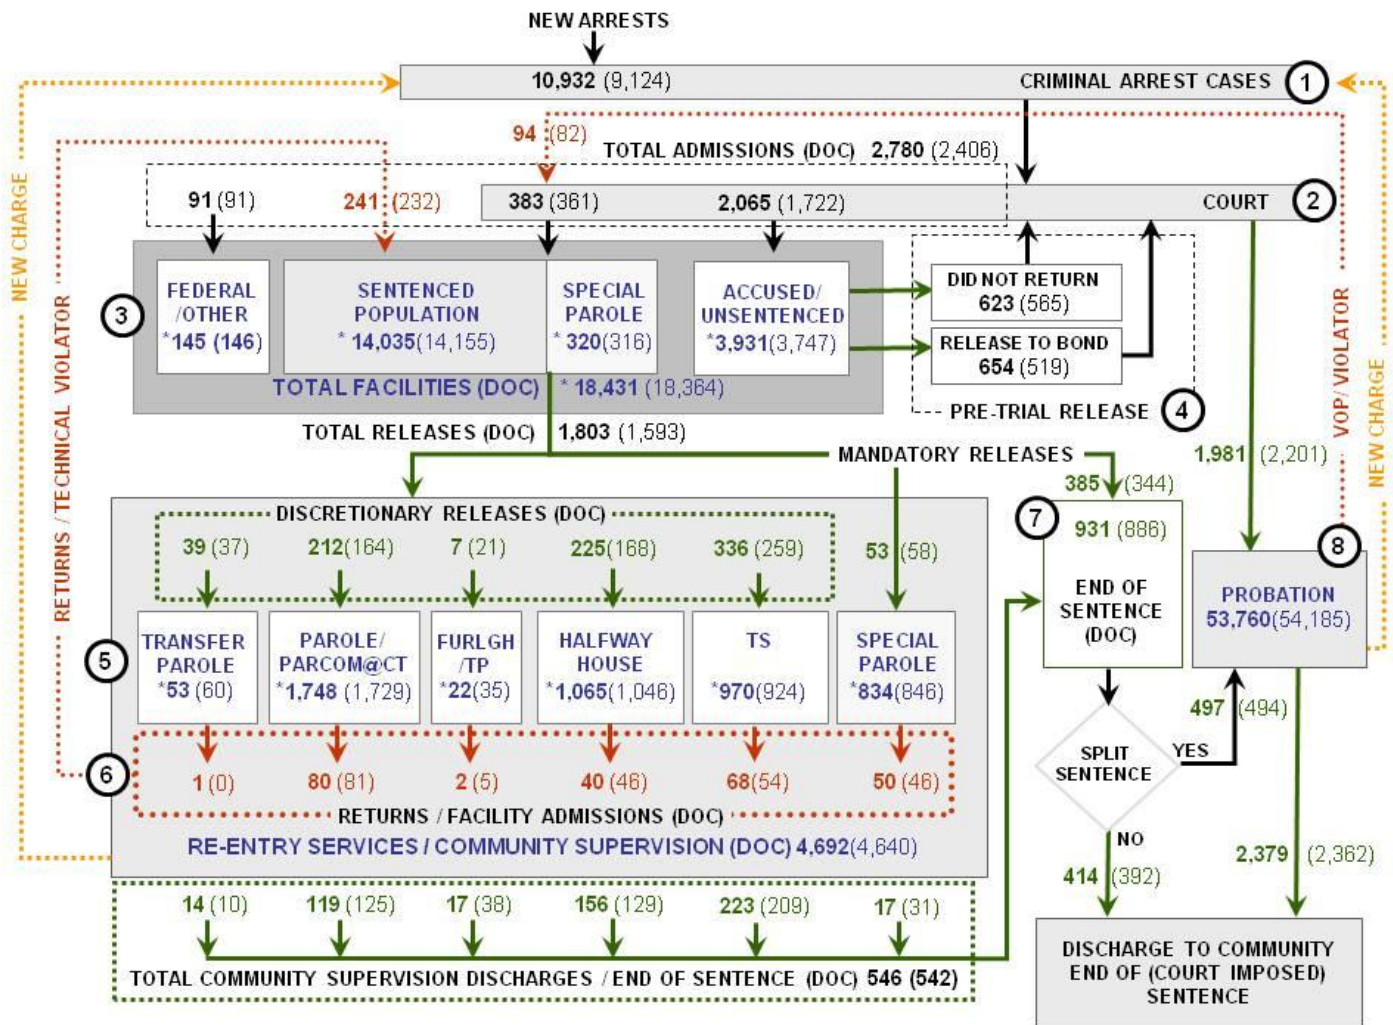 NEW ARRESTS
10,932 (9,124)
CRIMINAL ARREST CASES
1
94 (82)
TOTAL ADMISSIONS (DOC) 2,780 (2,406)
91 (91)
241 (232)
383 (361)
2,065 (1,722)
COURT
2
NEW CHARGE
RETURNS / TECHNICAL VIOLATOR
3
FEDERAL
/OTHER
*145 (146)
SENTENCED
POPULATION
* 14,035(14,155)
SPECIAL
PAROLE
* 320(316)
ACCUSED/
UNSENTENCED
*3,931(3,747)
TOTAL FACILITIES (DOC) * 18,431 (18,364)
DID NOT RETURN
623 (565)
RELEASE TO BOND
654 (519)
PRE-TRIAL RELEASE
4
VOP/ VIOLATOR
NEW CHARGE
TOTAL RELEASES (DOC) 1,803 (1,593)
MANDATORY RELEASES
1,981 (2,201)
385 (344)
DISCRETIONARY RELEASES (DOC)
39 (37)
212(164)
7 (21)
225(168)
336 (259)
53 (58)
7
931 (886)
END OF
SENTENCE
(DOC)
8
PROBATION
53,760(54,185)
5
TRANSFER
PAROLE
*53 (60)
PAROLE/
PARCOM@CT
*1,748 (1,729)
FURLGH
/TP
*22(35)
HALFWAY
HOUSE
*1,065(1,046)
TS
*970(924)
SPECIAL
PAROLE
*834(846)
497 (494)
6
1 (0)
80 (81)
2 (5)
40 (46)
68(54)
50 (46)
RETURNS / FACILITY ADMISSIONS (DOC)
RE-ENTRY SERVICES / COMMUNITY SUPERVISION (DOC) 4,692(4,640)
SPLIT
SENTENCE
YES
NO
414 (392)
2,379 (2,362)
14 (10)
119 (125)
17 (38)
156 (129)
223 (209)
17 (31)
TOTAL COMMUNITY SUPERVISION DISCHARGES / END OF SENTENCE (DOC) 546 (542)
DISCHARGE TO COMMUNITY
END OF (COURT IMPOSED)
SENTENCE